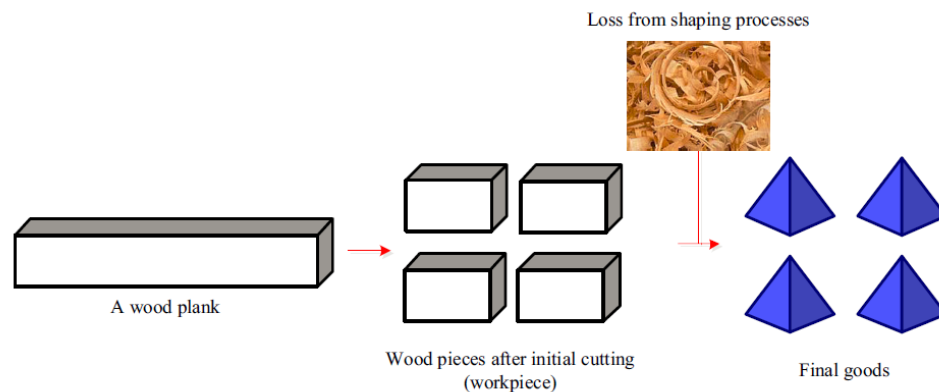 Loss from shaping processes
A wood plank
Wood pieces after initial cutting
(workpiece)
Final goods